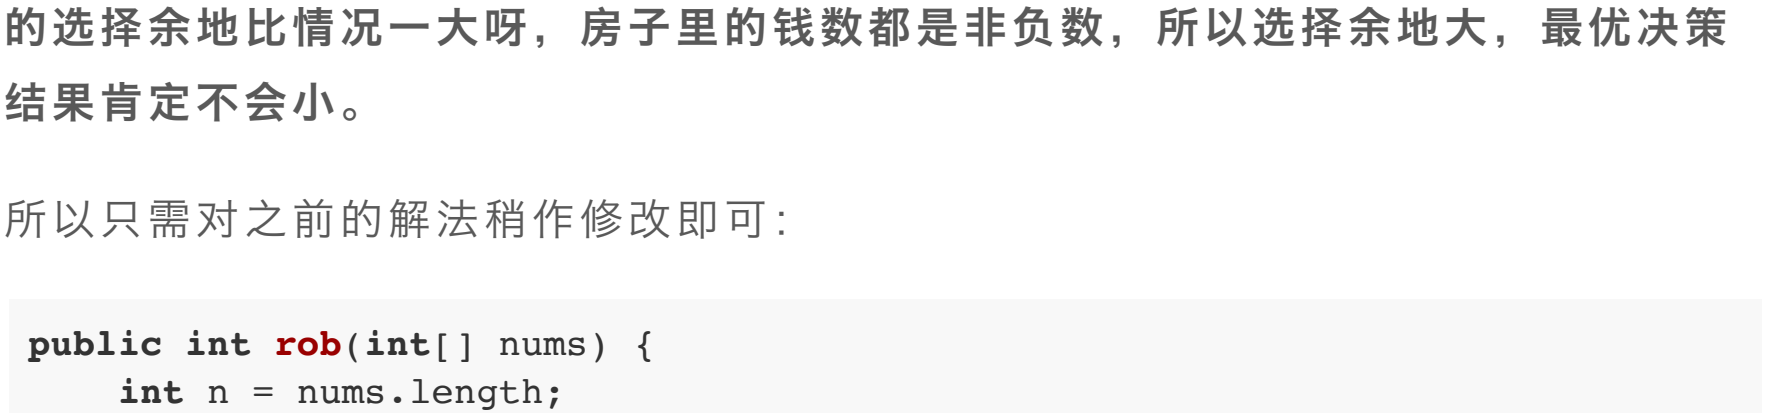 的选择余地比情况一大呀，房子里的钱数都是非负数，所以选择余地大，最优决策
结果肯定不会小。
所以只需对之前的解法稍作修改即可：
public int rob(int[] nums) {
    int n = nums.length;